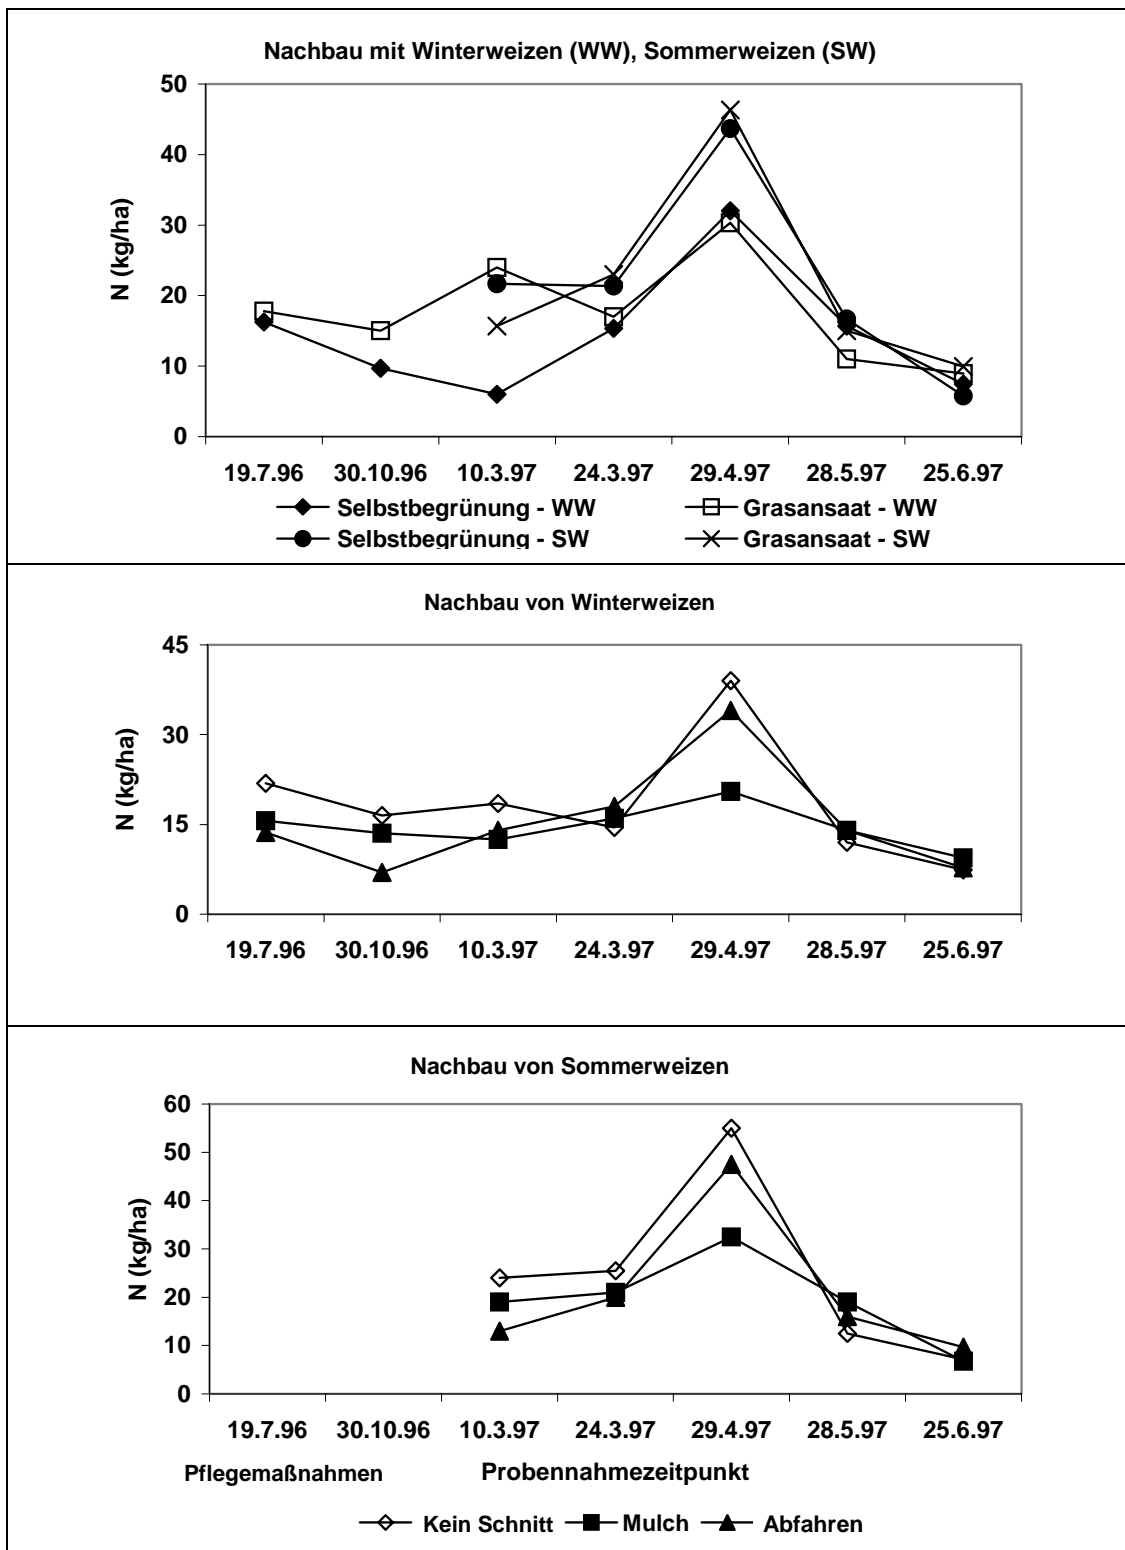 Nachbau mit Winterweizen (WW), Sommerweizen (SW)
50
40
30
20
10
0
N (kg/ha)
19.7.96 30.10.96 10.3.97 24.3.97 29.4.97 28.5.97 25.6.97
Selbstbegrünung - WW Grasansaat - WW
Selbstbegrünung - SW Grasansaat - SW
Nachbau von Winterweizen
45
30
15
0
N (kg/ha)
19.7.96 30.10.96 10.3.97 24.3.97 29.4.97 28.5.97 25.6.97
Nachbau von Sommerweizen
60
50
40
30
20
10
0
N (kg/ha)
19.7.96 30.10.96 10.3.97 24.3.97 29.4.97 28.5.97 25.6.97
Pflegemaßnahmen Probennahmezeitpunkt
Kein Schnitt Mulch Abfahren